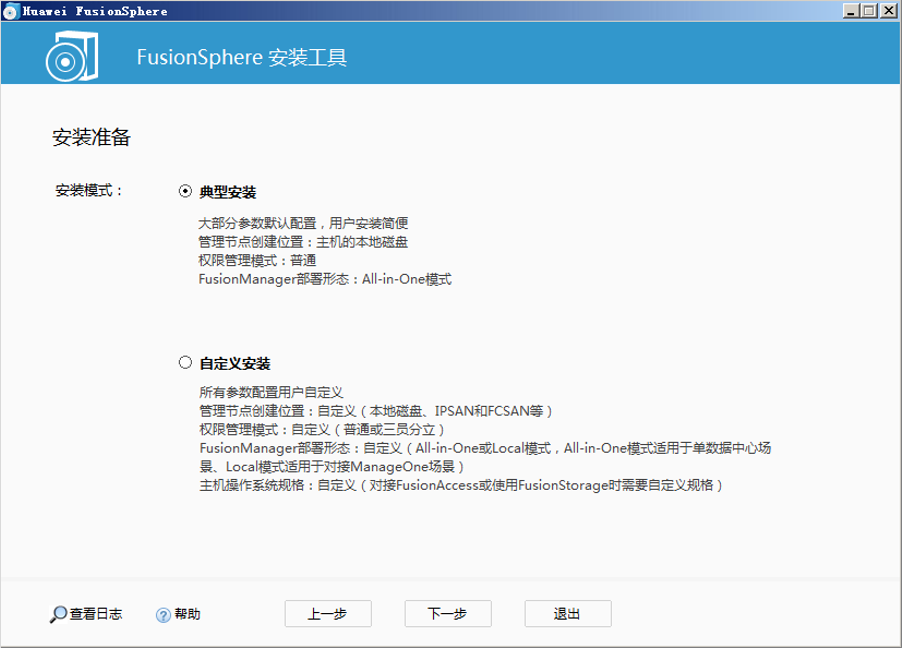 Huawei FusionSphere
FusionSphere 安装工具
安装准备
安装模式：
典型安装
大部分参数默认配置，用户安装简便
管理节点创建位置：主机的本地磁盘
权限管理模式：普通
FusionManager部署形态：All-in-One模式
自定义安装
所有参数配置用户自定义
管理节点创建位置：自定义（本地磁盘、IPSAN和FCSAN等）
权限管理模式：自定义（普通或三员分立）
FusionManager部署形态：自定义（All-in-One或Local模式，All-in-One模式适用于单数据中心场
景、Local模式适用于对接ManageOne场景）
主机操作系统规格：自定义（对接FusionAccess或使用FusionStorage时需要自定义规格）
查看日志
帮助
上一步
下一步
退出